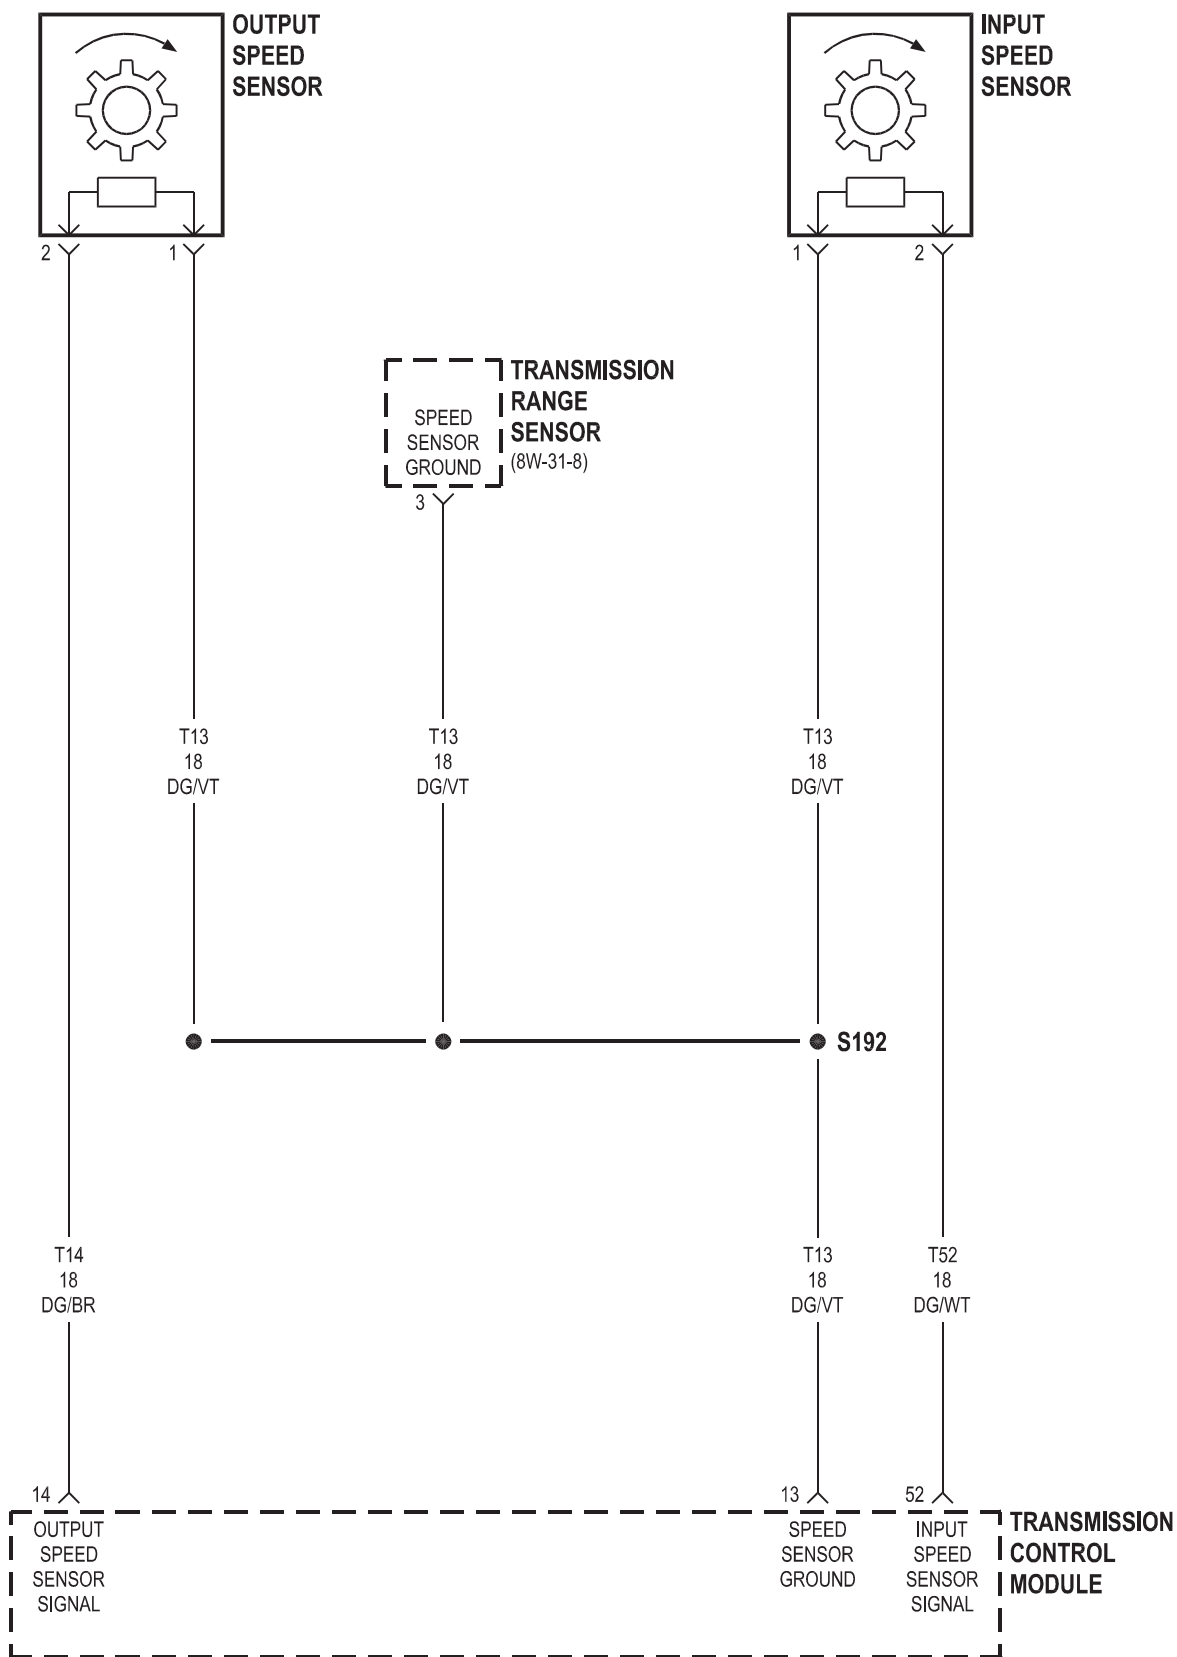 OUTPUT
SPEED
SENSOR
INPUT
SPEED
SENSOR
2
1
1
2
TRANSMISSION
RANGE
SENSOR
(8W-31-8)
SPEED
SENSOR
GROUND
3
T13
18
DG/VT
T13
18
DG/VT
T13
18
DG/VT
S192
T14
18
DG/BR
T13
18
DG/VT
T52
18
DG/WT
14
13
52
OUTPUT
SPEED
SENSOR
SIGNAL
SPEED
SENSOR
GROUND
INPUT
SPEED
SENSOR
SIGNAL
TRANSMISSION
CONTROL
MODULE